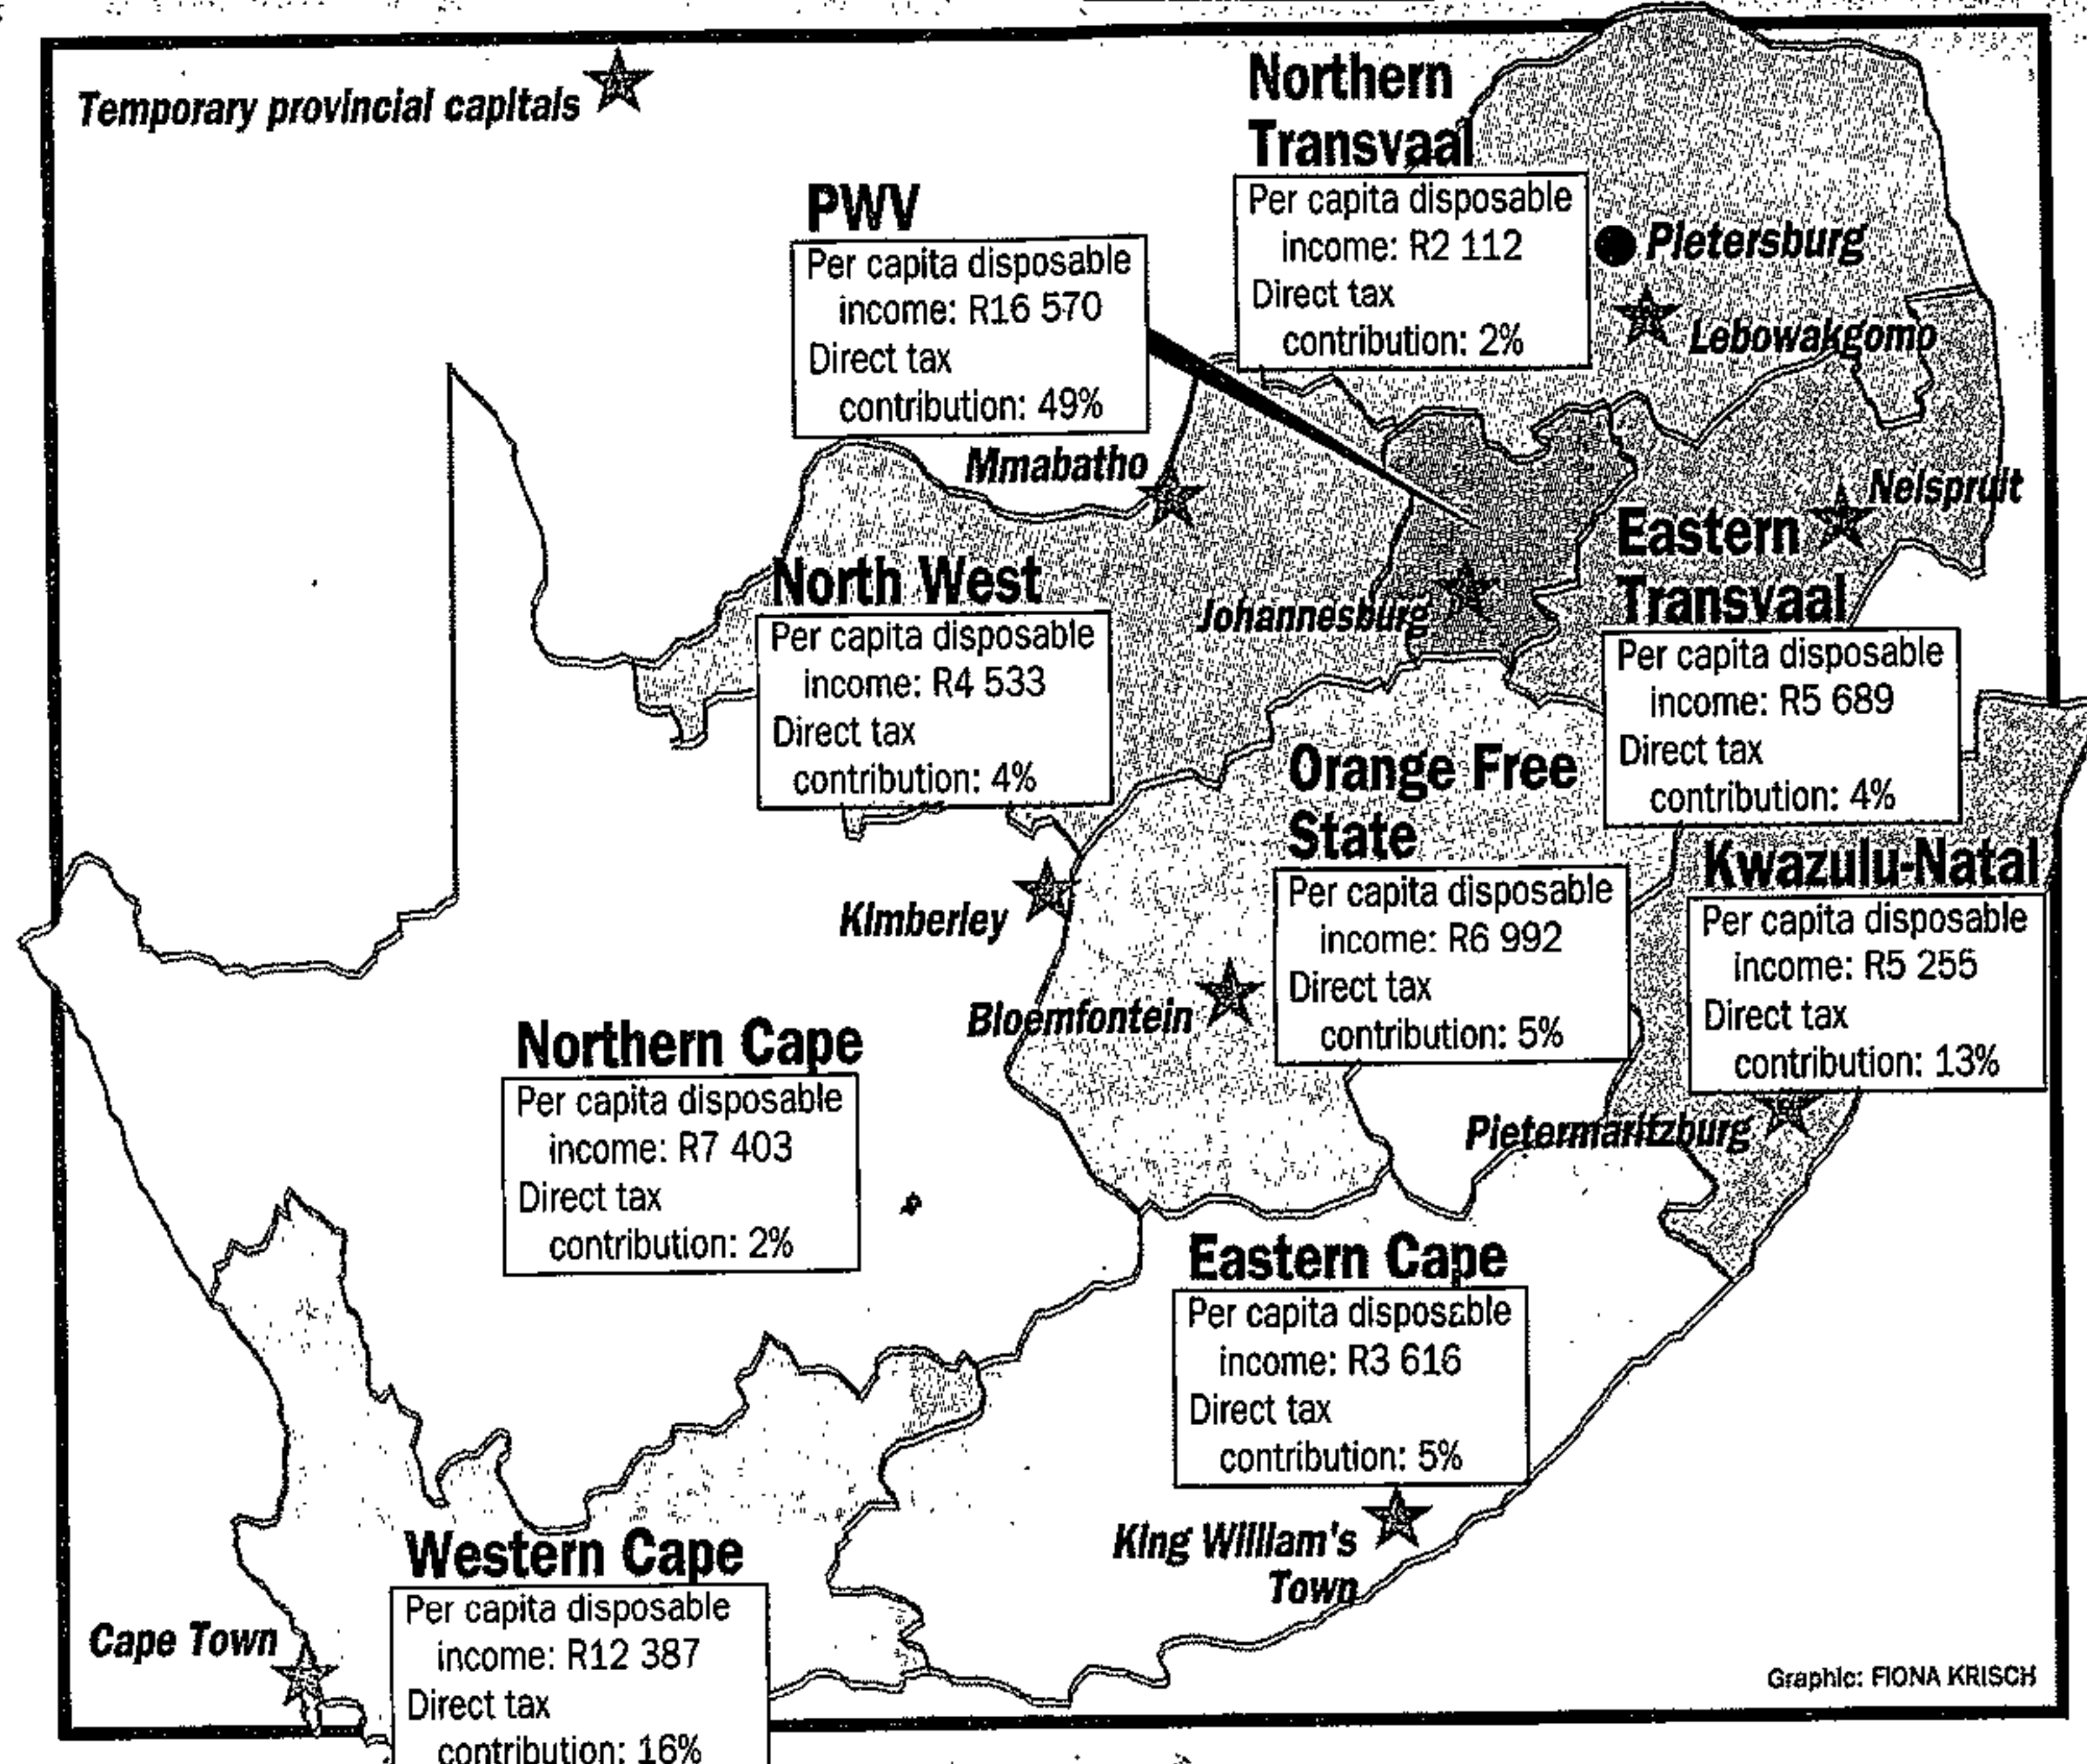 Temporary provincial capitals
Northern
Transvaal
Per capita disposable
income: R2 112
Direct tax
contribution: 2%
Pietersburg
Lebowakgomo
PWV
Per capita disposable
income: R16 570
Direct tax
contribution: 49%
Mmabatho
Nelspruit
Eastern
Transvaal
Per capita disposable
income: R5 689
Direct tax
contribution: 4%
North West
Per capita disposable
income: R4 533
Direct tax
contribution: 4%
Johannesburg
Orange Free
State
Per capita disposable
income: R6 992
Direct tax
contribution: 5%
Kwazulu-Natal
Per capita disposable
income: R5 255
Direct tax
contribution: 13%
Kimberley
Bloemfontein
Pietermaritzburg
Northern Cape
Per capita disposable
income: R7 403
Direct tax
contribution: 2%
Eastern Cape
Per capita disposable
income: R3 616
Direct tax
contribution: 5%
King William's
Town
Western Cape
Per capita disposable
income: R12 387
Direct tax
contribution: 16%
Cape Town
Graphic: FIONA KRISCH